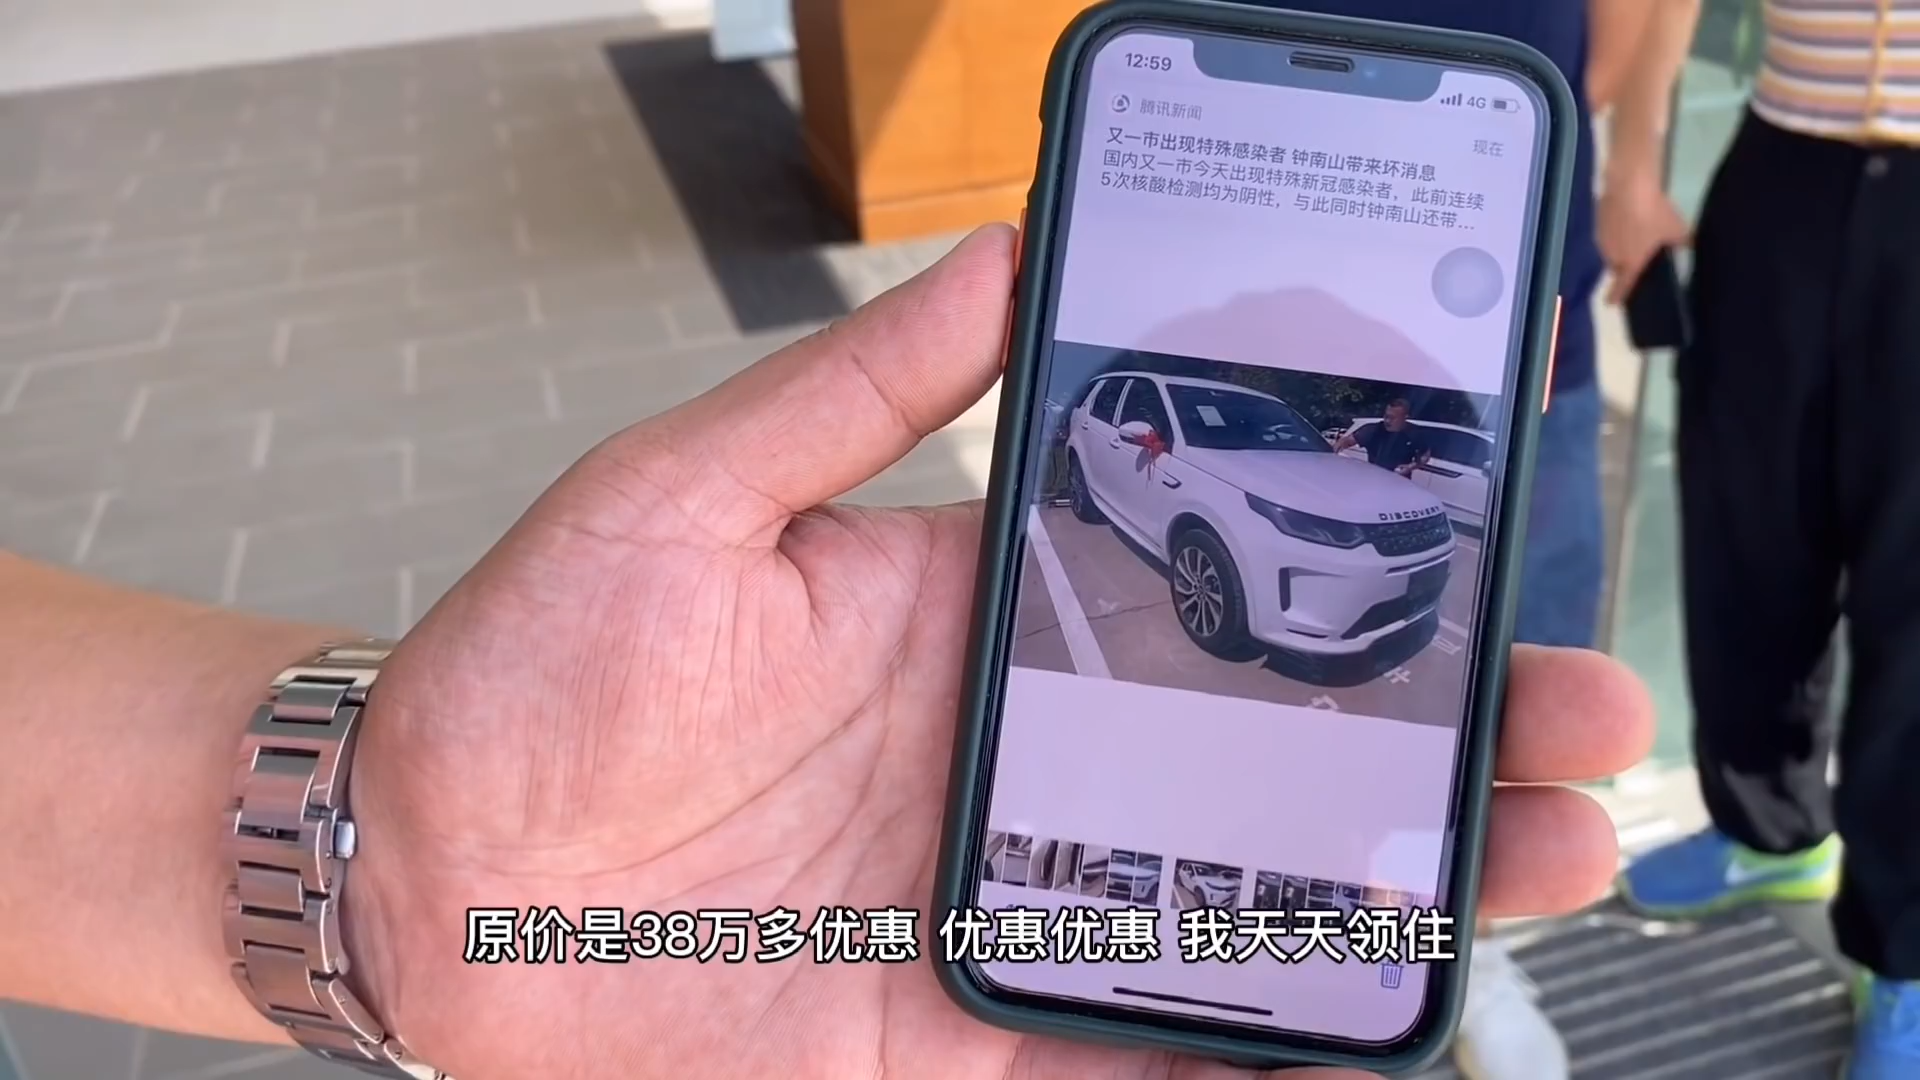 12:59
4G
腾讯新闻
现在
又一市出现特殊感染者 钟南山带来坏消息
国内又一市今天出现特殊新冠感染者，此前连续
5次核酸检测均为阴性，与此同时钟南山还带...
DISCOVERY
原价是38万多优惠 优惠优惠 我天天领住